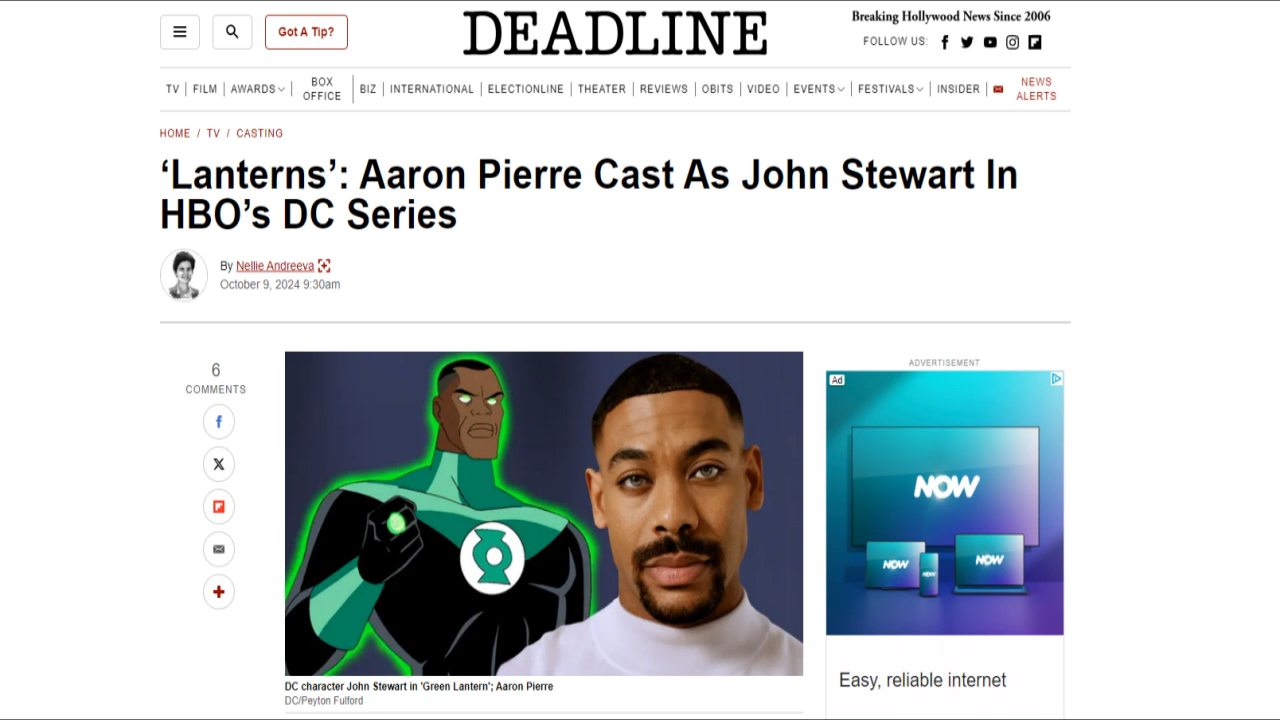 Got A Tip?
DEADLINE
Breaking Hollywood News Since 2006
FOLLOW US:
TV | FILM | AWARDS | BOX OFFICE | BIZ | INTERNATIONAL | ELECTIONLINE | THEATER | REVIEWS | OBITS | VIDEO | EVENTS | FESTIVALS | INSIDER | NEWS ALERTS
HOME / TV / CASTING
‘Lanterns’: Aaron Pierre Cast As John Stewart In
HBO’s DC Series
By Nellie Andreeva
October 9, 2024 9:30am
6
COMMENTS
ADVERTISEMENT
Ad
NOW
NOW
NOW
NOW
DC character John Stewart in 'Green Lantern'; Aaron Pierre
DC/Peyton Fulford
Easy, reliable internet